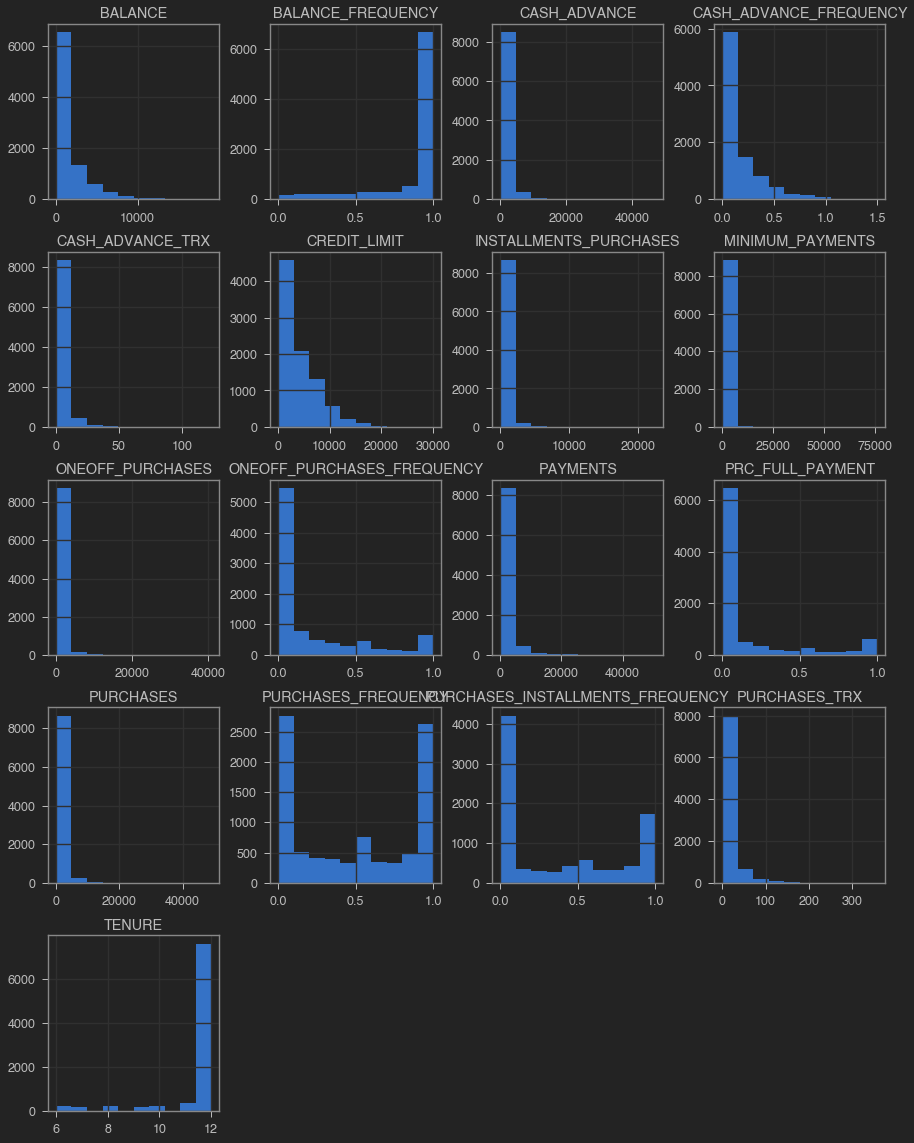 BALANCE
6000
4000
2000
0
0 10000
BALANCE_FREQUENCY
6000
4000
2000
0
0.0 0.5 1.0
CASH_ADVANCE
8000
6000
4000
2000
0
0 20000 40000
CASH_ADVANCE_FREQUENCY
6000
4000
2000
0
0.0 0.5 1.0 1.5
CASH_ADVANCE_TRX
8000
6000
4000
2000
0
0 50 100
CREDIT_LIMIT
4000
3000
2000
1000
0
0 10000 20000 30000
INSTALLMENTS_PURCHASES
8000
6000
4000
2000
0
0 10000 20000
MINIMUM_PAYMENTS
8000
6000
4000
2000
0
0 25000 50000 75000
ONEOFF_PURCHASES
8000
6000
4000
2000
0
0 20000 40000
ONEOFF_PURCHASES_FREQUENCY
5000
4000
3000
2000
1000
0
0.0 0.5 1.0
PAYMENTS
8000
6000
4000
2000
0
0 20000 40000
PRC_FULL_PAYMENT
6000
4000
2000
0
0.0 0.5 1.0
PURCHASES
8000
6000
4000
2000
0
0 20000 40000
PURCHASES_FREQUENCY
2500
2000
1500
1000
500
0
0.0 0.5 1.0
PURCHASES_INSTALLMENTS_FREQUENCY
4000
3000
2000
1000
0
0.0 0.5 1.0
PURCHASES_TRX
8000
6000
4000
2000
0
0 100 200 300
TENURE
6000
4000
2000
0
6 8 10 12